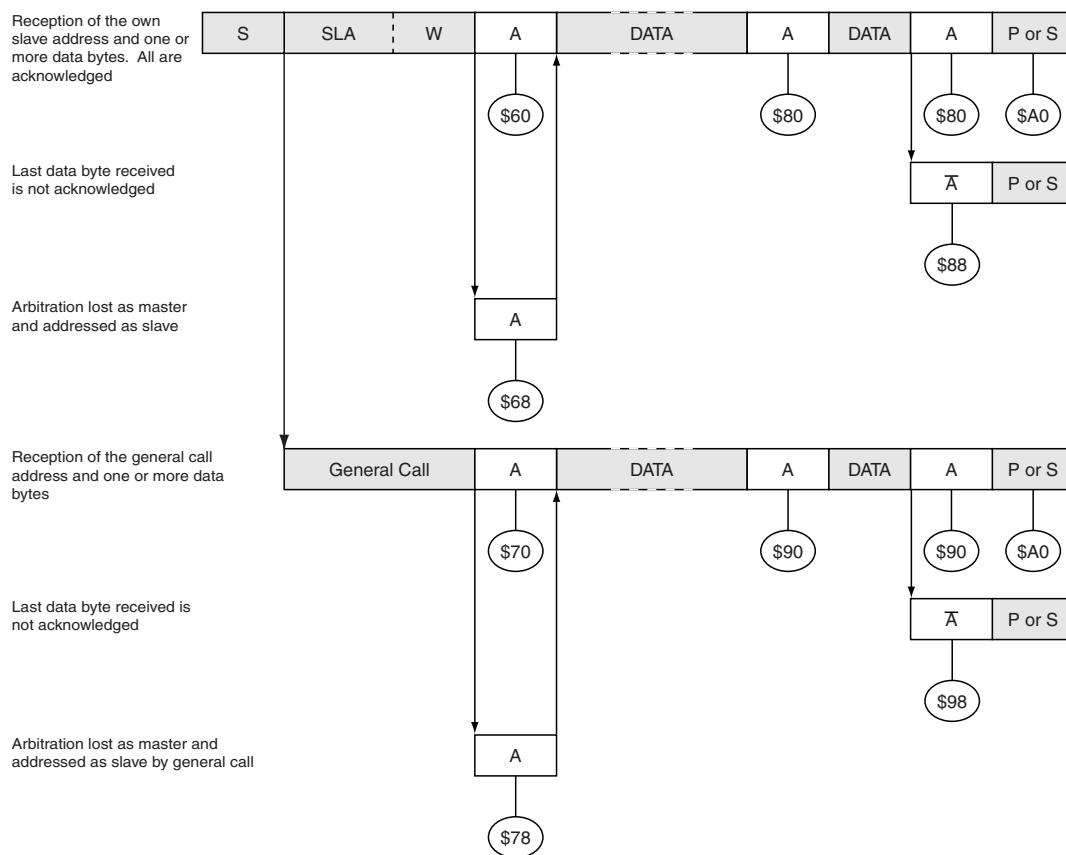 Reception of the own
slave address and one or
more data bytes. All are
acknowledged
S SLA W A DATA A DATA A P or S
$60 $80 $80 $A0
Last data byte received
is not acknowledged
A̅ P or S
$88
Arbitration lost as master
and addressed as slave
A
$68
Reception of the general call
address and one or more data
bytes
General Call A DATA A DATA A P or S
$70 $90 $90 $A0
Last data byte received is
not acknowledged
A̅ P or S
$98
Arbitration lost as master and
addressed as slave by general call
A
$78